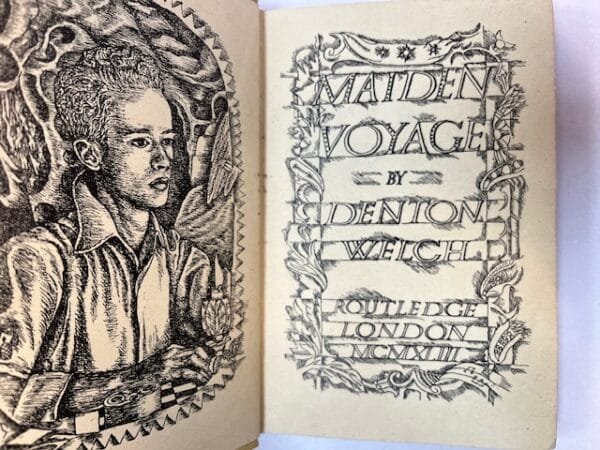 MAIDEN
VOYAGE
BY
DENTON
WELCH
ROUTLEDGE
LONDON
MCMXLIII